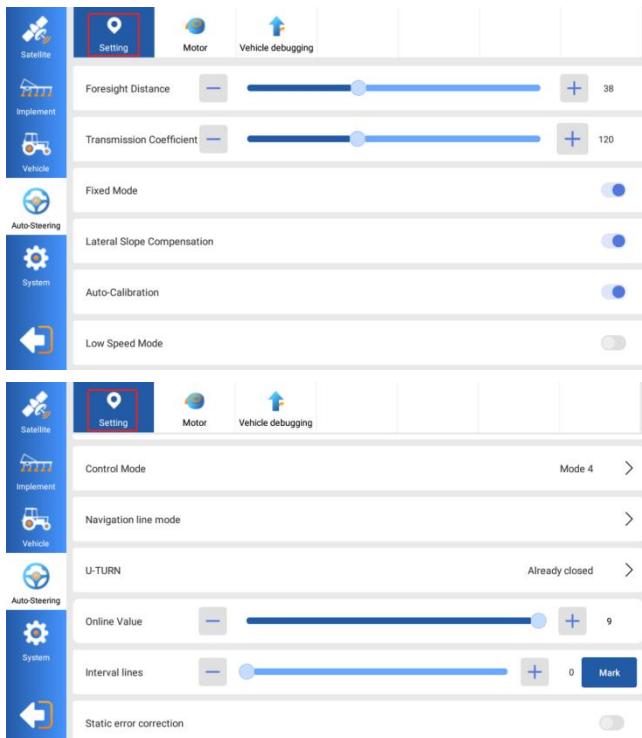 Satellite
Implement
Vehicle
Auto-Steering
System
Setting
Motor
Vehicle debugging
Foresight Distance 38
Transmission Coefficient 120
Fixed Mode
Lateral Slope Compensation
Auto-Calibration
Low Speed Mode
Satellite
Implement
Vehicle
Auto-Steering
System
Setting
Motor
Vehicle debugging
Control Mode Mode 4
Navigation line mode
U-TURN Already closed
Online Value 9
Interval lines 0 Mark
Static error correction